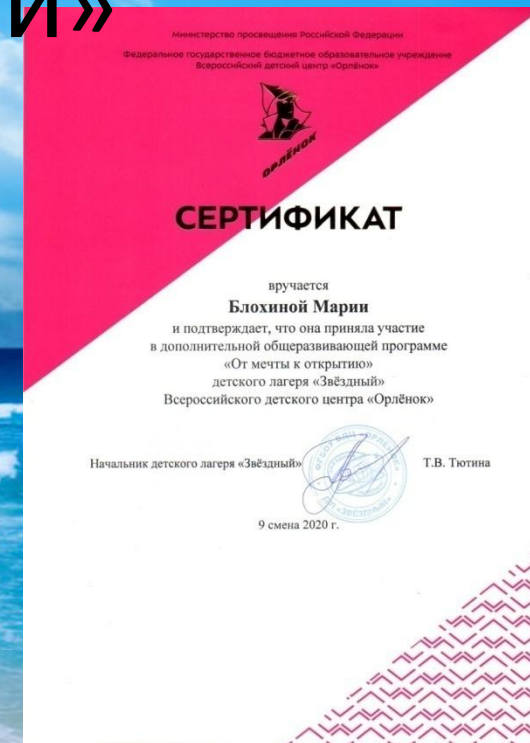 и»
Министерство просвещения Российской Федерации
Федеральное государственное бюджетное образовательное учреждение
Всероссийский детский центр «Орлёнок»
ОРЛЁНОК
СЕРТИФИКАТ
вручается
Блохиной Марии
и подтверждает, что она приняла участие
в дополнительной общеразвивающей программе
«От мечты к открытию»
детского лагеря «Звёздный»
Всероссийского детского центра «Орлёнок»
Начальник детского лагеря «Звёздный»
Т.В. Тютина
9 смена 2020 г.